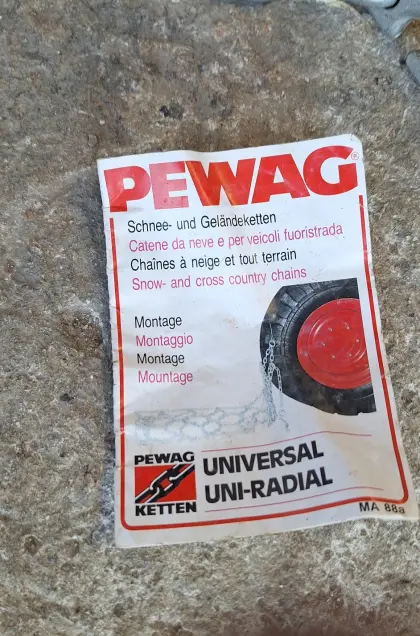 PEWAG®
Schnee- und Geländeketten
Catene da neve e per veicoli fuoristrada
Chaînes à neige et tout terrain
Snow- and cross country chains
Montage
Montaggio
Montage
Mountage
PEWAG
KETTEN
UNIVERSAL
UNI-RADIAL
MA 88a